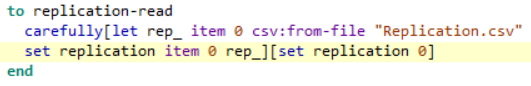 to replication-read
carefully[let rep_ item 0 csv:from-file "Replication.csv"
set replication item 0 rep_][set replication 0]
end